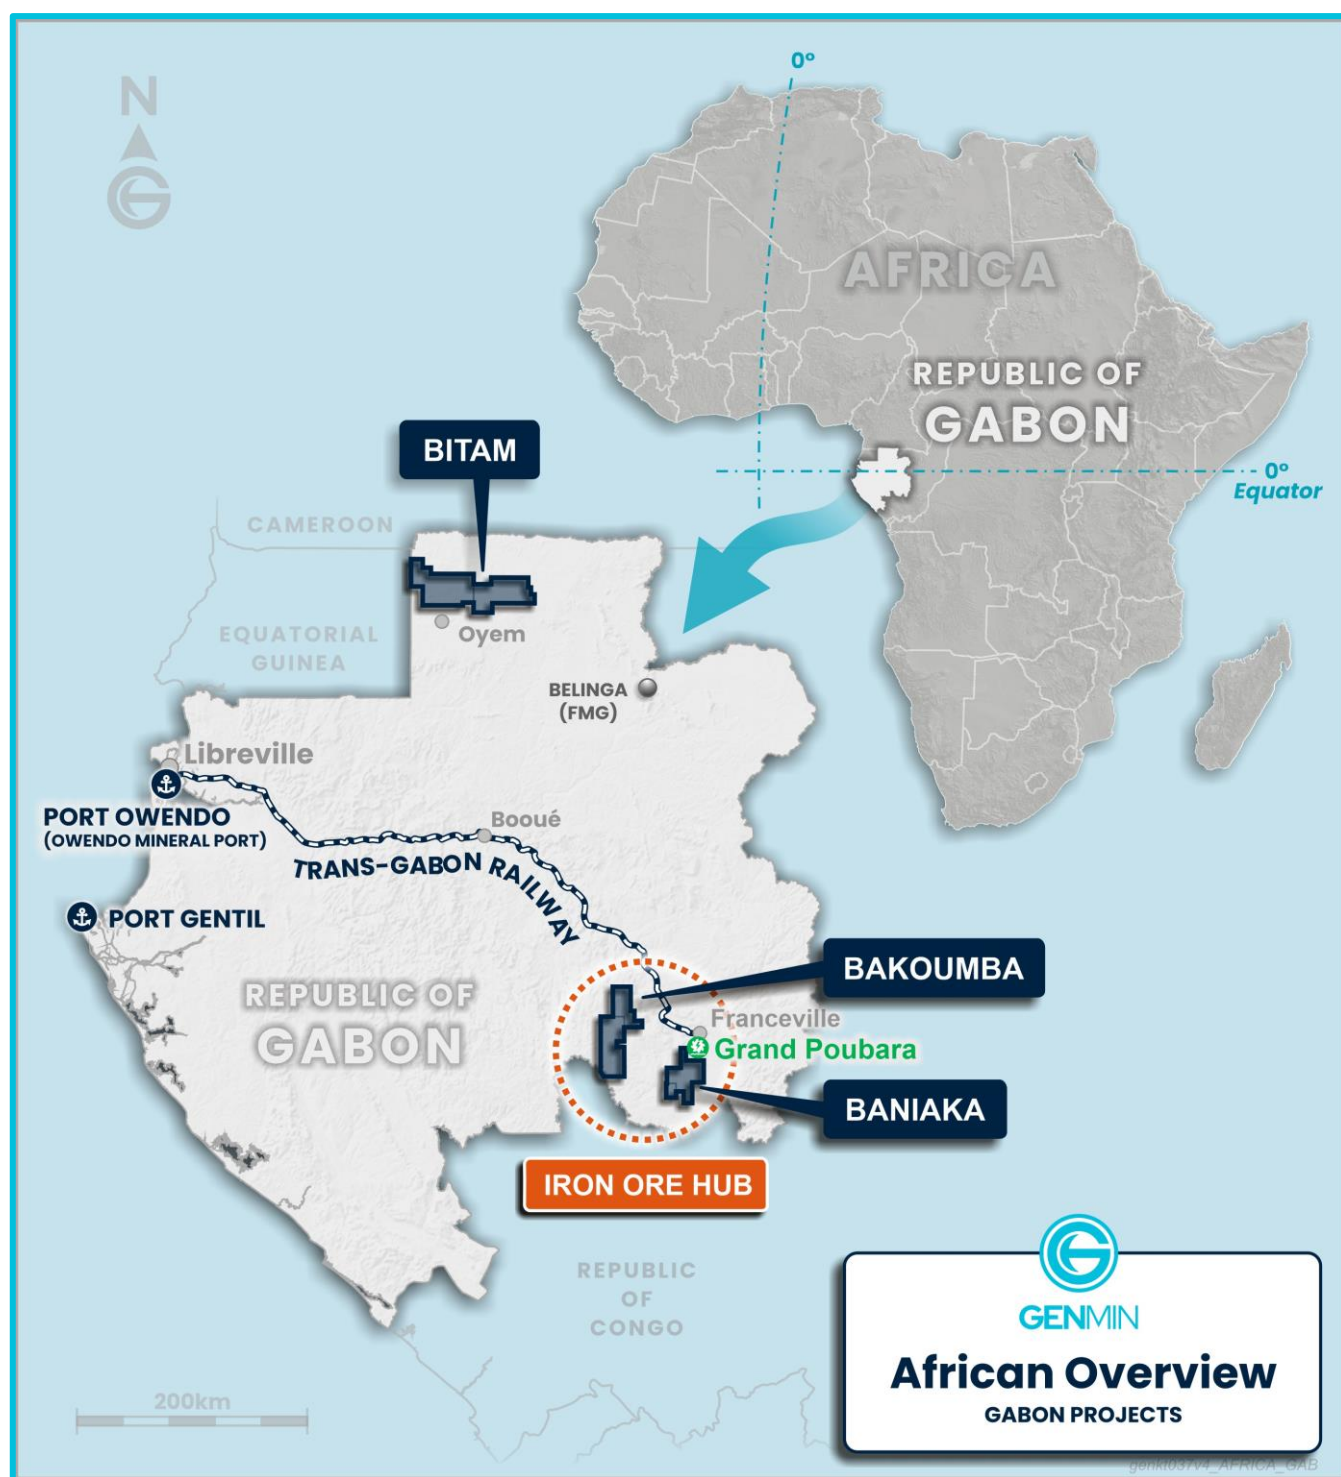 N
0°
AFRICA
REPUBLIC OF
GABON
0°
Equator
BITAM
CAMEROON
EQUATORIAL
GUINEA
Oyem
BELINGA
(FMG)
Libreville
PORT OWENDO
(OWENDO MINERAL PORT)
Booué
TRANS-GABON RAILWAY
PORT GENTIL
BAKOUMBA
REPUBLIC OF
GABON
Franceville
Grand Poubara
BANIAKA
IRON ORE HUB
REPUBLIC
OF
CONGO
200km
GENMIN
African Overview
GABON PROJECTS
genkt037v4_AFRICA_GAB